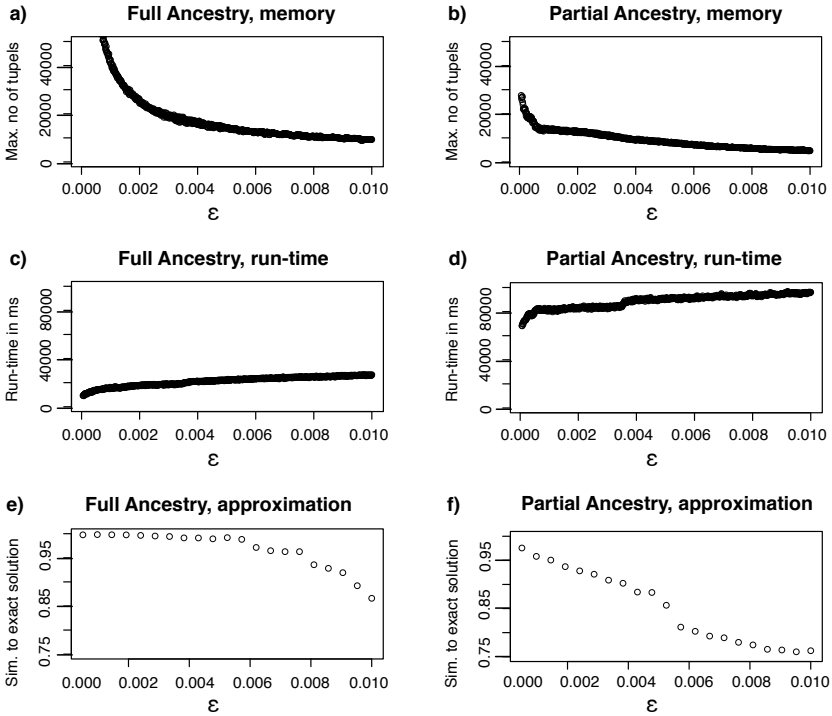 a) Full Ancestry, memory
Max. no of tupels
0 20000 40000
0.000 0.002 0.004 0.006 0.008 0.010
ε
b) Partial Ancestry, memory
Max. no of tupels
0 20000 40000
0.000 0.002 0.004 0.006 0.008 0.010
ε
c) Full Ancestry, run-time
Run-time in ms
0 40000 80000
0.000 0.002 0.004 0.006 0.008 0.010
ε
d) Partial Ancestry, run-time
Run-time in ms
0 40000 80000
0.000 0.002 0.004 0.006 0.008 0.010
ε
e) Full Ancestry, approximation
Sim. to exact solution
0.75 0.85 0.95
0.000 0.002 0.004 0.006 0.008 0.010
ε
f) Partial Ancestry, approximation
Sim. to exact solution
0.75 0.85 0.95
0.000 0.002 0.004 0.006 0.008 0.010
ε